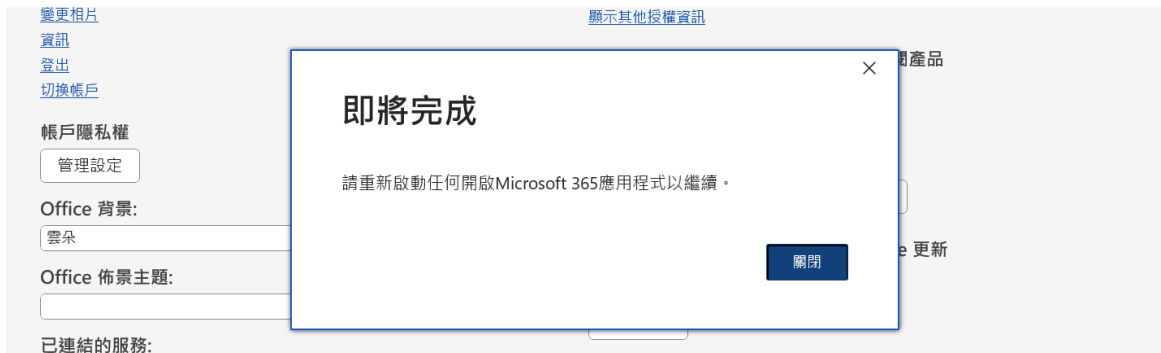 變更相片
資訊
登出
切換帳戶
帳戶隱私權
管理設定
Office 背景:
雲朵
Office 佈景主題:
已連結的服務:
顯示其他授權資訊
產品
即將完成
請重新啟動任何開啟Microsoft 365應用程式以繼續。
關閉
更新